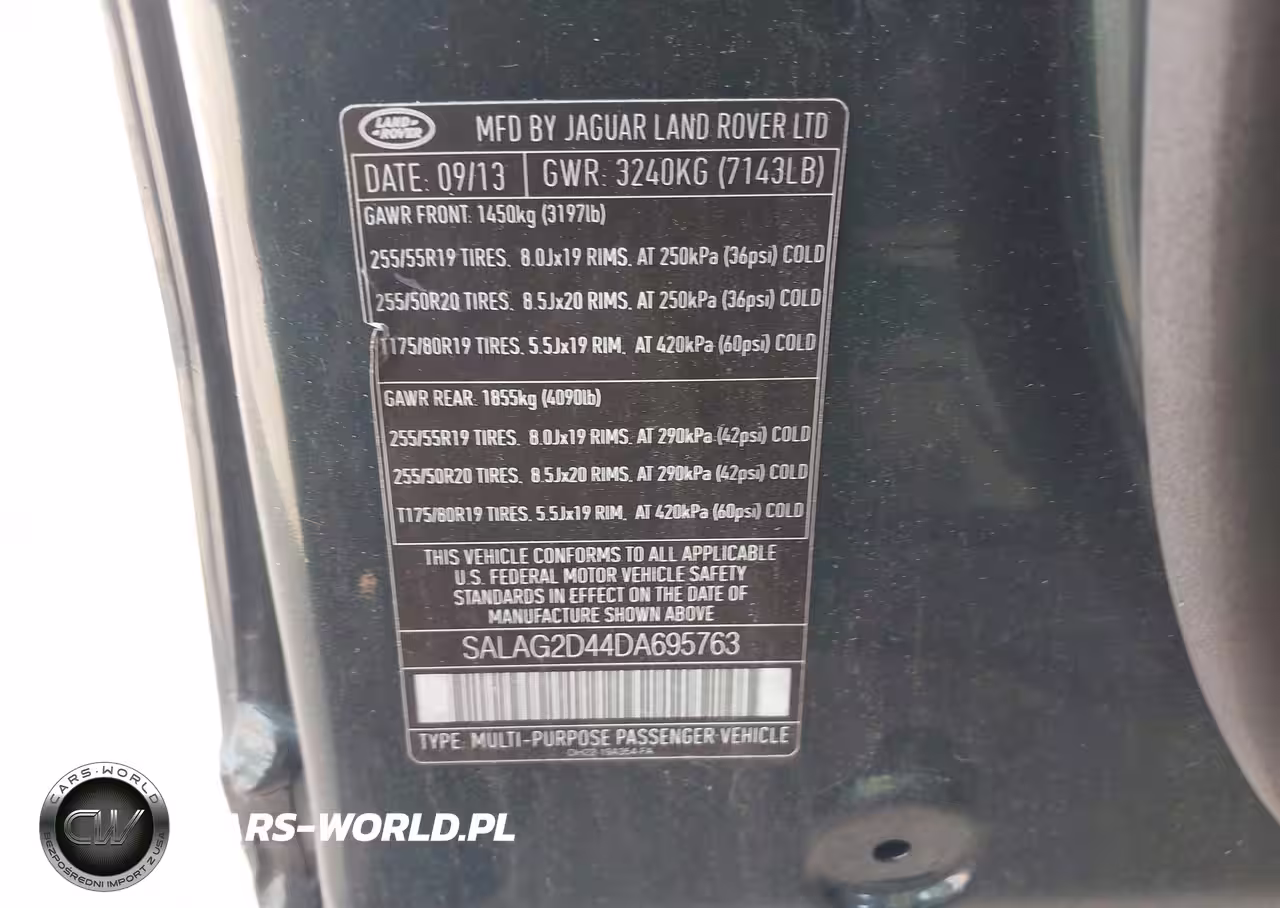 LAND-
-ROVER
MFD BY JAGUAR LAND ROVER LTD
DATE: 09/13 GWR: 3240KG (7143LB)
GAWR FRONT: 1450kg (3197lb)
255/55R19 TIRES. 8.0Jx19 RIMS. AT 250kPa (36psi) COLD
255/50R20 TIRES. 8.5Jx20 RIMS. AT 250kPa (36psi) COLD
T175/80R19 TIRES. 5.5Jx19 RIM. AT 420kPa (60psi) COLD
GAWR REAR: 1855kg (4090lb)
255/55R19 TIRES. 8.0Jx19 RIMS. AT 290kPa (42psi) COLD
255/50R20 TIRES. 8.5Jx20 RIMS. AT 290kPa (42psi) COLD
T175/80R19 TIRES. 5.5Jx19 RIM. AT 420kPa (60psi) COLD
THIS VEHICLE CONFORMS TO ALL APPLICABLE
U.S. FEDERAL MOTOR VEHICLE SAFETY
STANDARDS IN EFFECT ON THE DATE OF
MANUFACTURE SHOWN ABOVE
SALAG2D44DA695763
TYPE: MULTI-PURPOSE PASSENGER VEHICLE
CARS-WORLD
CW
BEZPOŚREDNI IMPORT Z USA
ARS-WORLD.PL